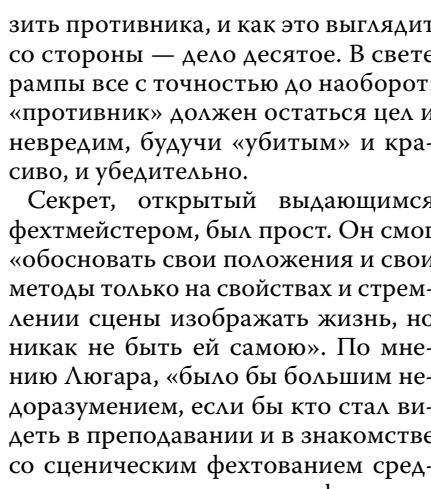 зить противника, и как это выглядит
со стороны — дело десятое. В свете
рампы все с точностью до наоборот:
«противник» должен остаться цел и
невредим, будучи «убитым» и кра-
сиво, и убедительно.
Секрет, открытый выдающимся
фехтмейстером, был прост. Он смог
«обосновать свои положения и свои
методы только на свойствах и стрем-
лении сцены изображать жизнь, но
никак не быть ей самою». По мне-
нию Люгара, «было бы большим не-
доразумением, если бы кто стал ви-
деть в преподавании и в знакомстве
со сценическим фехтованием сред-